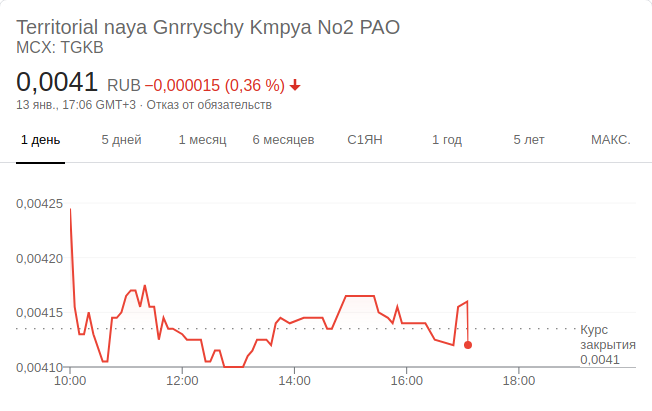 Territorial naya Gnrryschy Kmpya No2 PAO
MCX: TGKB
0,0041 RUB −0,000015 (0,36 %)
13 янв., 17:06 GMT+3 · Отказ от обязательств
1 день 5 дней 1 месяц 6 месяцев С1ЯН 1 год 5 лет МАКС.
0,00425
0,00420
0,00415
0,00410
Курс
закрытия
0,0041
10:00 12:00 14:00 16:00 18:00